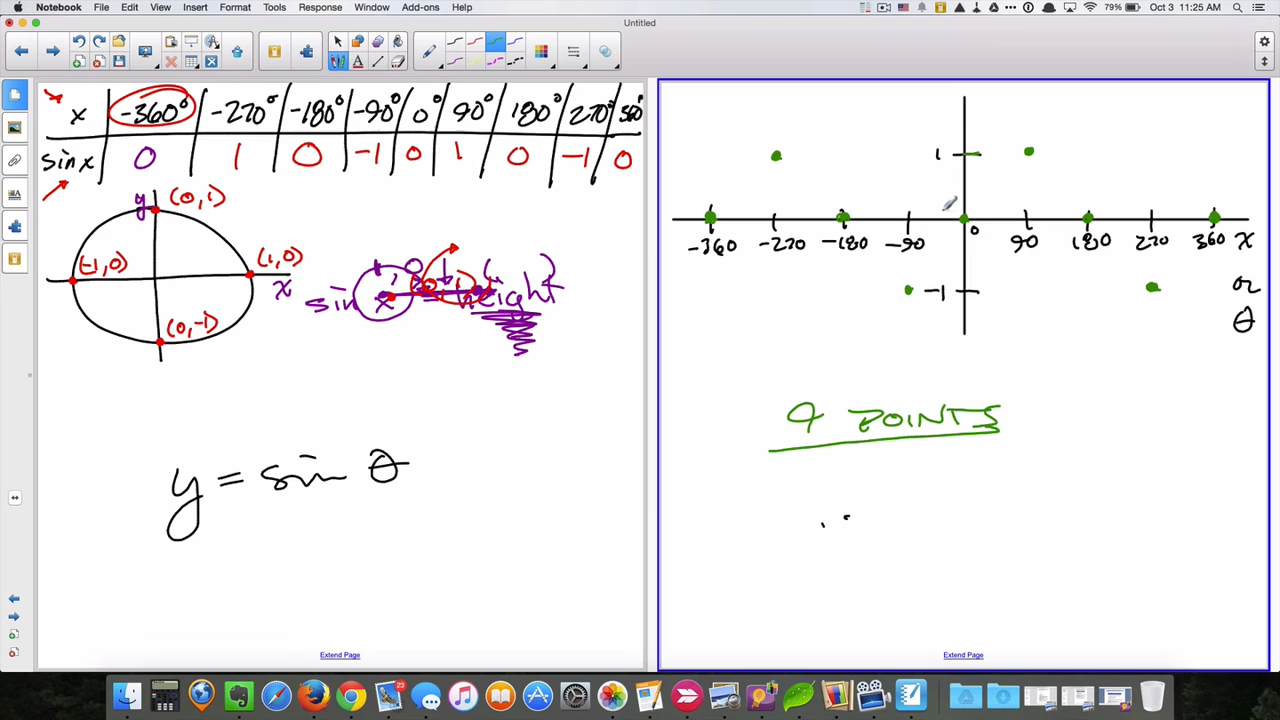 Notebook File Edit View Insert Format Tools Response Window Add-ons Help 79% Oct 3 11:25 AM
Untitled
x -360° -270° -180° -90° 0° 90° 180° 270° 360°
sin x 0 1 0 -1 0 1 0 -1 0
y (0,1)
(-1,0) (1,0)
x
(0,-1)
sin x = height
y = sin θ
1
-360 -270 -180 -90 0 90 180 270 360 x
or
θ
-1
9 POINTS
Extend Page
Extend Page
23